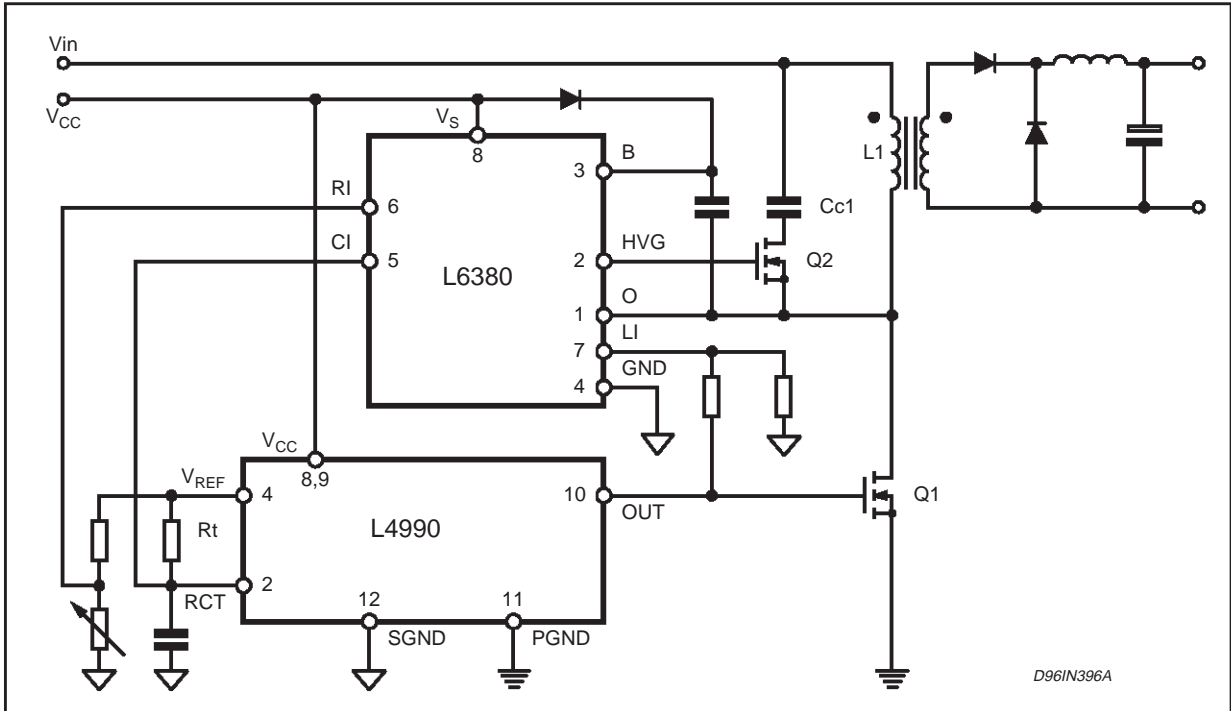 Vin
VCC
VS
8
B
3
L1
RI
6
Cc1
CI
5
HVG
2
Q2
L6380
O
1
LI
7
GND
4
VCC
8,9
VREF
4
10
OUT
Q1
Rt
L4990
2
RCT
12
SGND
11
PGND
D96IN396A